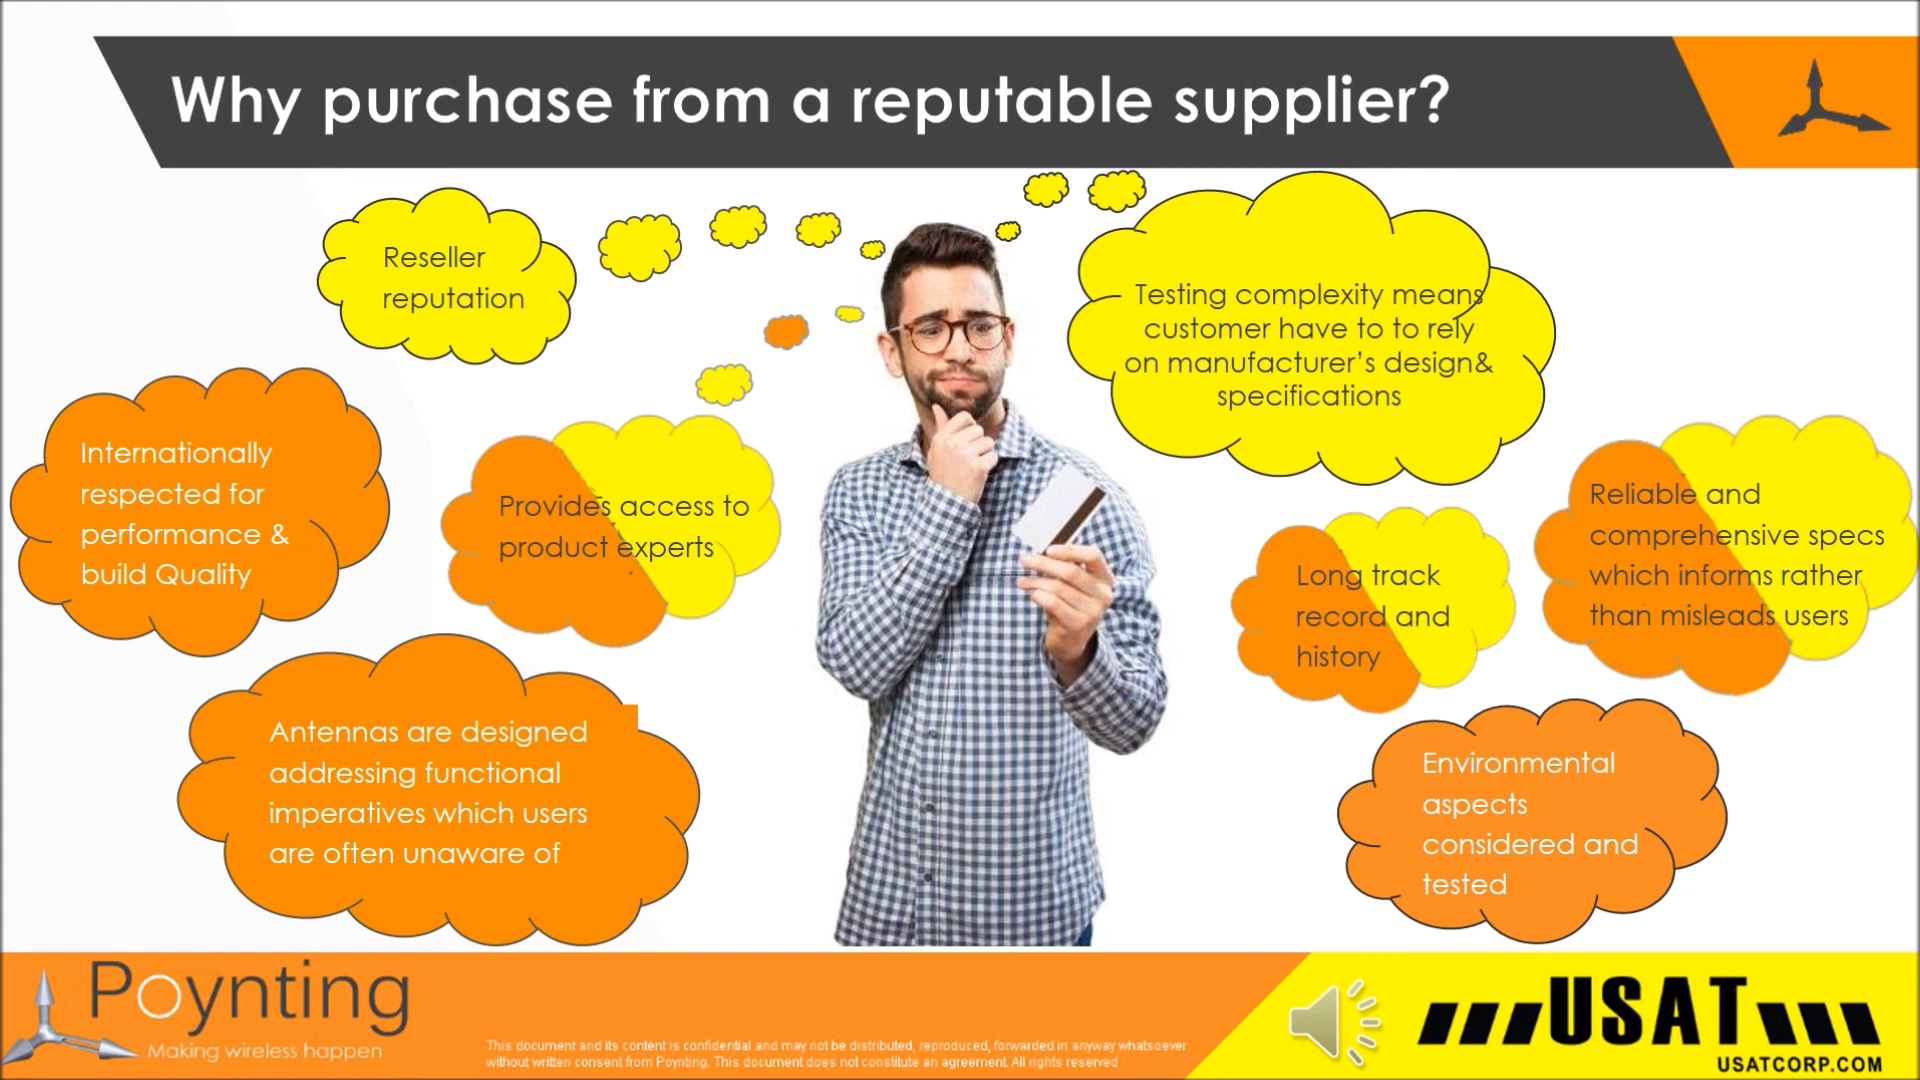 Why purchase from a reputable supplier?
Reseller
reputation
Testing complexity means
customer have to to rely
on manufacturer's design&
specifications
Internationally
respected for
performance &
build Quality
Provides access to
product experts
Reliable and
comprehensive specs
which informs rather
than misleads users
Long track
record and
history
Antennas are designed
addressing functional
imperatives which users
are often unaware of
Environmental
aspects
considered and
tested
Poynting
Making wireless happen
This document and its content is confidential and may not be distributed, reproduced, forwarded in anyway whatsoever
without written consent from Poynting. This document does not constitute an agreement. All rights reserved
USAT
USATCORP.COM